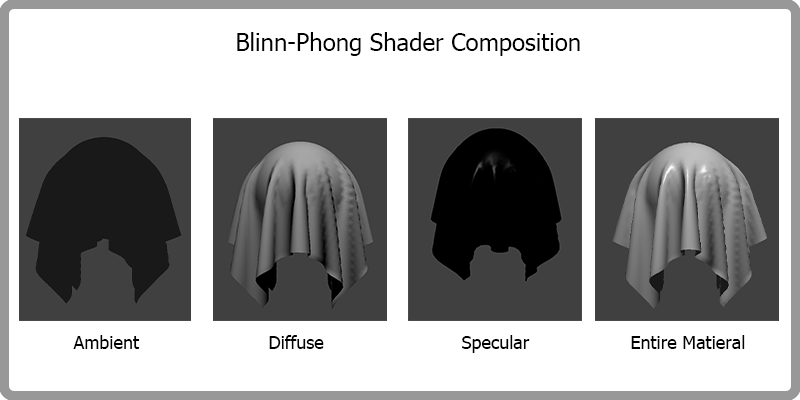 Blinn-Phong Shader Composition
Ambient
Diffuse
Specular
Entire Matieral